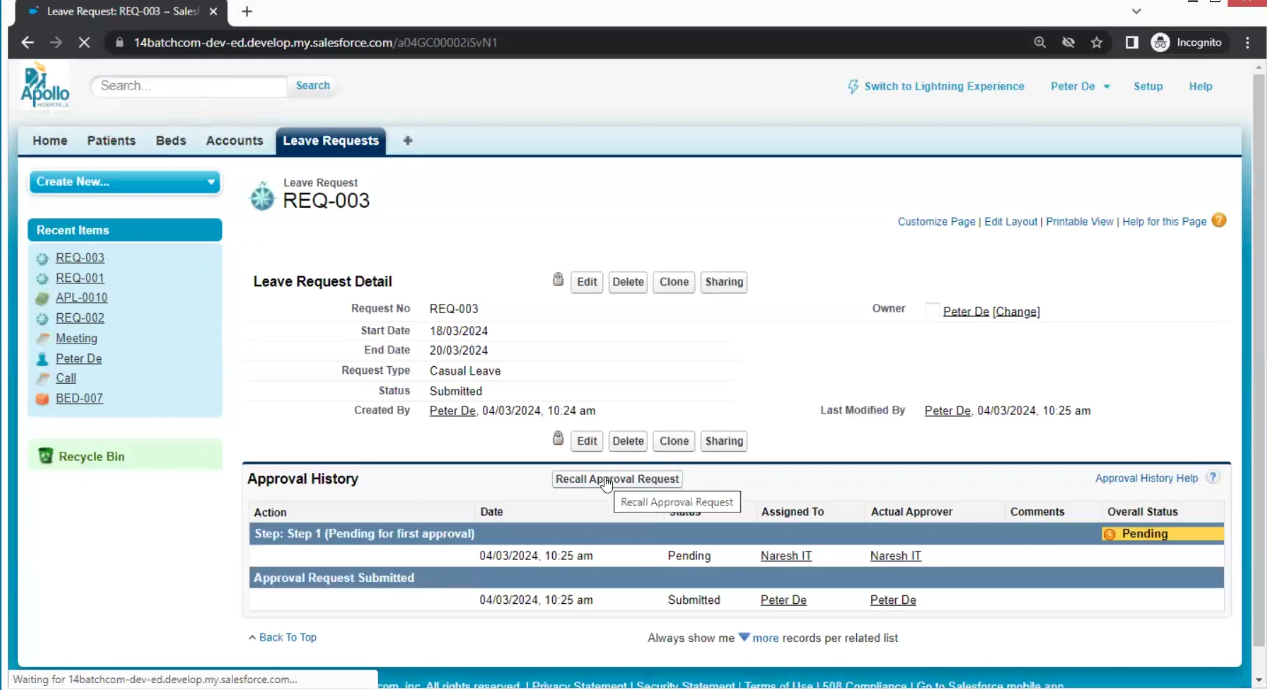 Leave Request: REQ-003 ~ Sales
14batchcom-dev-ed.develop.my.salesforce.com/a04GC00002iSvN1
Incognito
Apollo
HOSPITALS
Search...
Search
Switch to Lightning Experience
Peter De
Setup
Help
Home
Patients
Beds
Accounts
Leave Requests
Create New...
Recent Items
REQ-003
REQ-001
APL-0010
REQ-002
Meeting
Peter De
Call
BED-007
Recycle Bin
Leave Request
REQ-003
Customize Page | Edit Layout | Printable View | Help for this Page
Leave Request Detail
Edit Delete Clone Sharing
Request No REQ-003 Owner Peter De [Change]
Start Date 18/03/2024
End Date 20/03/2024
Request Type Casual Leave
Status Submitted
Created By Peter De, 04/03/2024, 10:24 am Last Modified By Peter De, 04/03/2024, 10:25 am
Edit Delete Clone Sharing
Approval History Recall Approval Request Approval History Help ?
Recall Approval Request
Action Date Status Assigned To Actual Approver Comments Overall Status
Step: Step 1 (Pending for first approval) Pending
04/03/2024, 10:25 am Pending Naresh IT Naresh IT
Approval Request Submitted
04/03/2024, 10:25 am Submitted Peter De Peter De
Back To Top Always show me more records per related list
Waiting for 14batchcom-dev-ed.develop.my.salesforce.com...
com, inc. All rights reserved. | Privacy Statement | Security Statement | Terms of Use | 508 Compliance | Go to Salesforce mobile app